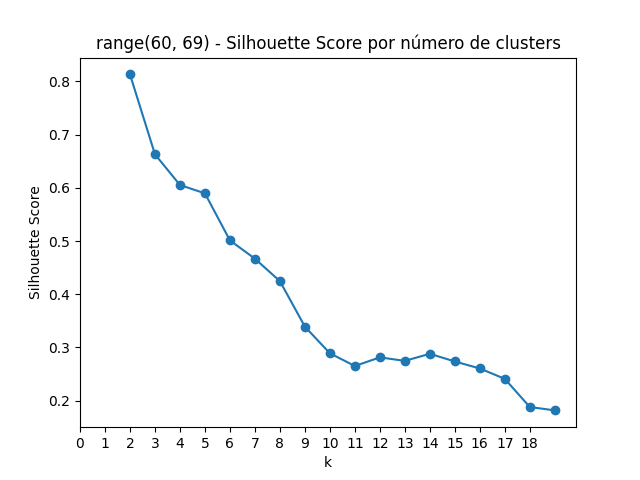 range(60, 69) - Silhouette Score por número de clusters
Silhouette Score
0.8
0.7
0.6
0.5
0.4
0.3
0.2
0 1 2 3 4 5 6 7 8 9 10 11 12 13 14 15 16 17 18
k